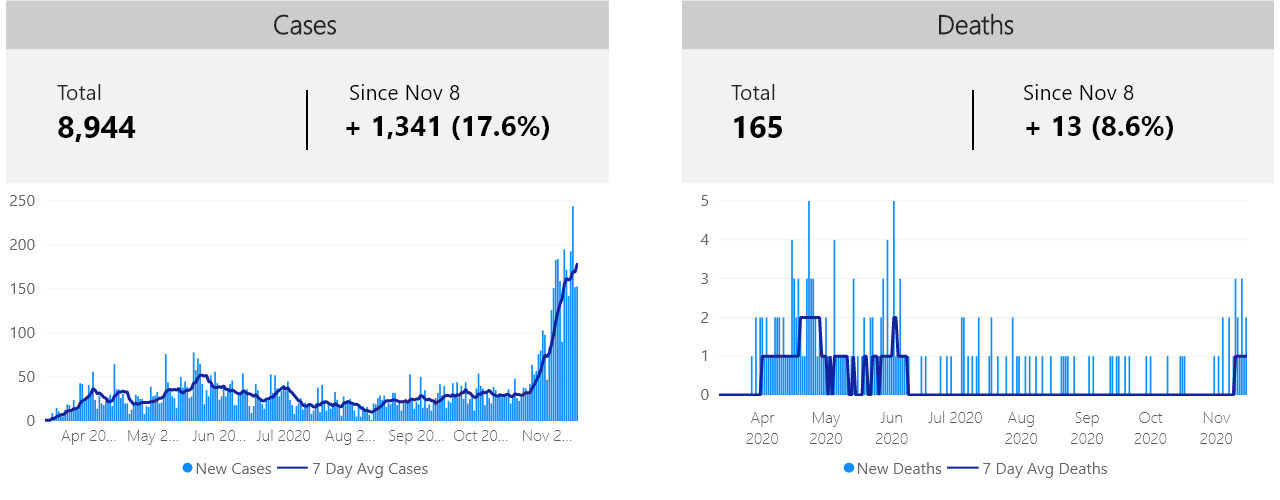 Cases
Total
8,944
Since Nov 8
+ 1,341 (17.6%)
250
200
150
100
50
0
Apr 20... May 2... Jun 20... Jul 2020 Aug 2... Sep 20... Oct 20... Nov 2...
New Cases 7 Day Avg Cases
Deaths
Total
165
Since Nov 8
+ 13 (8.6%)
5
4
3
2
1
0
Apr May Jun Jul 2020 Aug Sep Oct Nov
2020 2020 2020 2020 2020 2020 2020
New Deaths 7 Day Avg Deaths